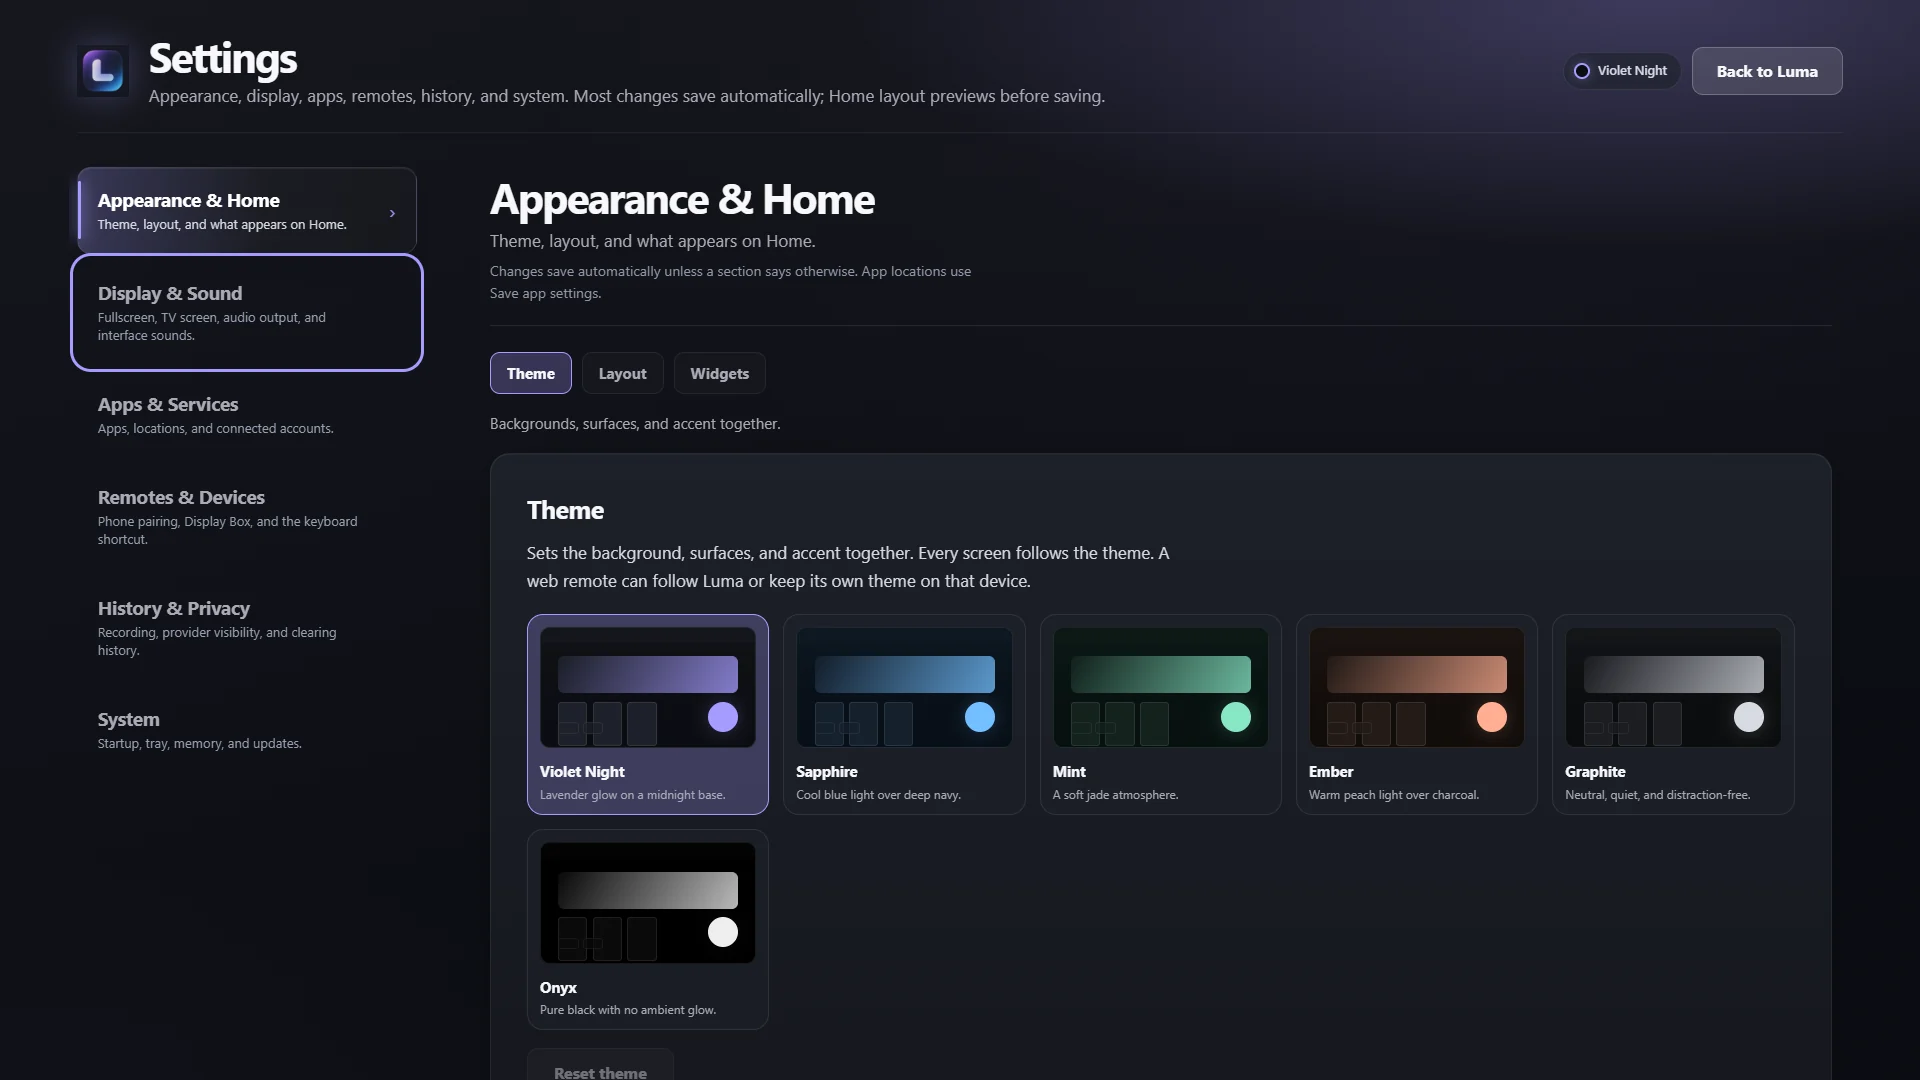 Settings
Appearance, display, apps, remotes, history, and system. Most changes save automatically; Home layout previews before saving.
Violet Night
Back to Luma
Appearance & Home
Theme, layout, and what appears on Home.
Display & Sound
Fullscreen, TV screen, audio output, and
interface sounds.
Apps & Services
Apps, locations, and connected accounts.
Remotes & Devices
Phone pairing, Display Box, and the keyboard
shortcut.
History & Privacy
Recording, provider visibility, and clearing
history.
System
Startup, tray, memory, and updates.
Appearance & Home
Theme, layout, and what appears on Home.
Changes save automatically unless a section says otherwise. App locations use
Save app settings.
Theme
Layout
Widgets
Backgrounds, surfaces, and accent together.
Theme
Sets the background, surfaces, and accent together. Every screen follows the theme. A
web remote can follow Luma or keep its own theme on that device.
Violet Night
Lavender glow on a midnight base.
Sapphire
Cool blue light over deep navy.
Mint
A soft jade atmosphere.
Ember
Warm peach light over charcoal.
Graphite
Neutral, quiet, and distraction-free.
Onyx
Pure black with no ambient glow.
Reset theme